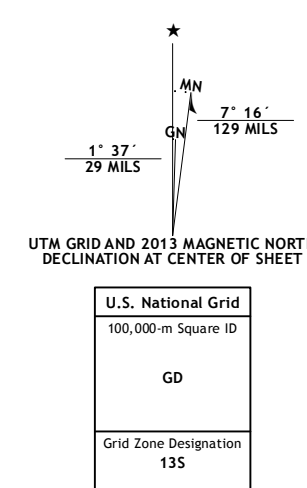 ★
MN
GN
7° 16´
129 MILS
1° 37´
29 MILS
UTM GRID AND 2013 MAGNETIC NORT
DECLINATION AT CENTER OF SHEET
U.S. National Grid
100,000-m Square ID
GD
Grid Zone Designation
13S